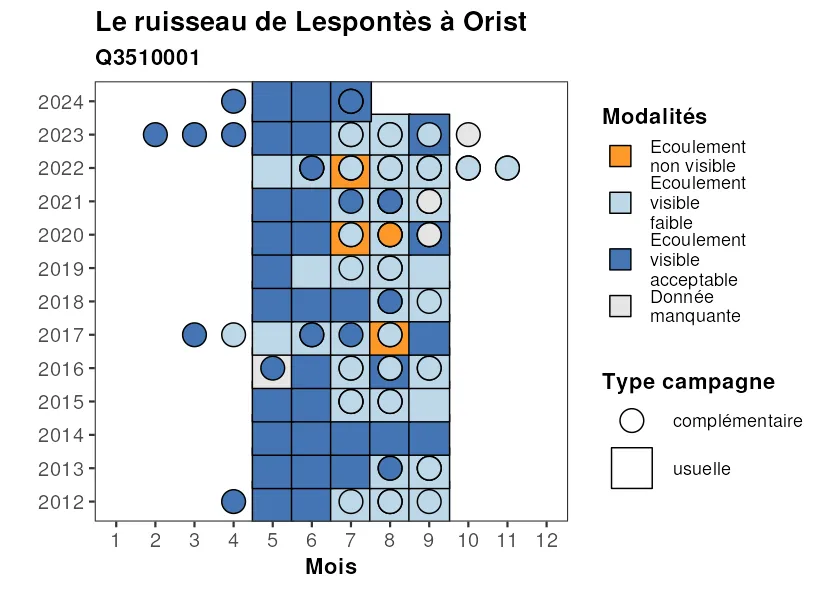 Le ruisseau de Lespontès à Orist
Q3510001
2024
2023
2022
2021
2020
2019
2018
2017
2016
2015
2014
2013
2012
1 2 3 4 5 6 7 8 9 10 11 12
Mois
Modalités
Ecoulement
non visible
Ecoulement
visible
faible
Ecoulement
visible
acceptable
Donnée
manquante
Type campagne
complémentaire
usuelle